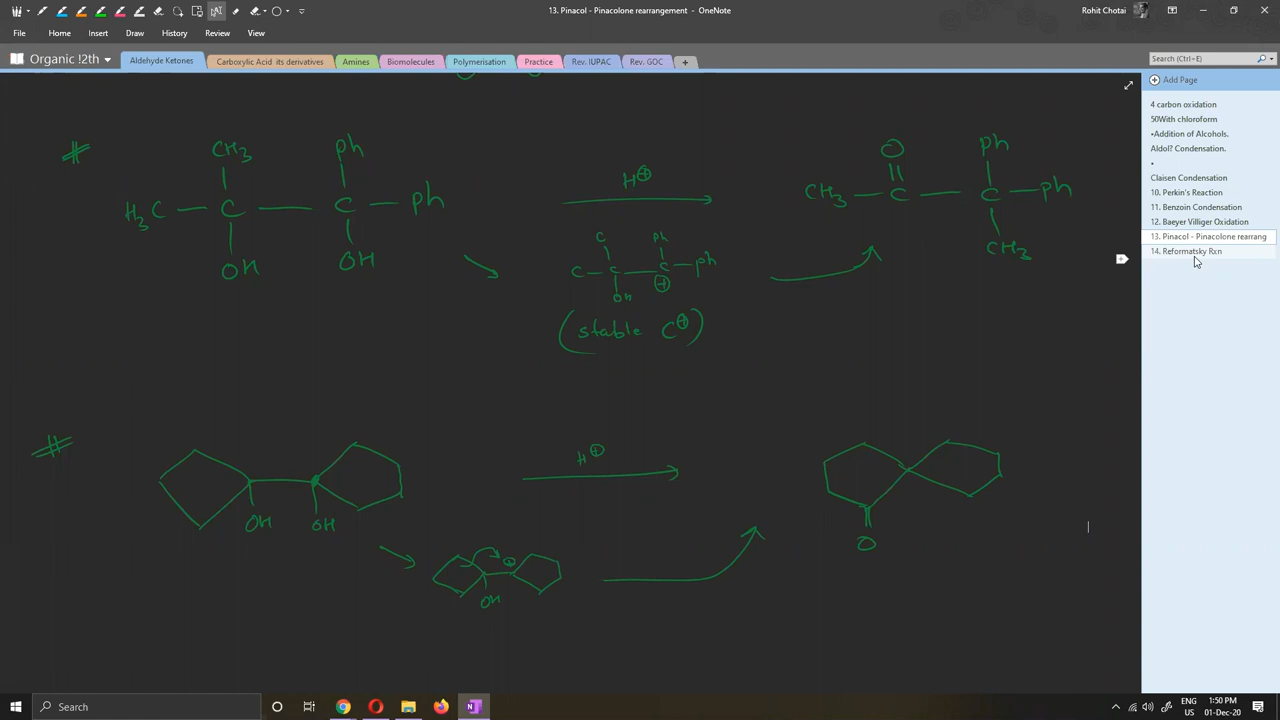 13. Pinacol - Pinacolone rearrangement - OneNote
Rohit Chotai
File Home Insert Draw History Review View
Organic !2th
Aldehyde Ketones
Carboxylic Acid its derivatives
Amines
Biomolecules
Polymerisation
Practice
Rev. IUPAC
Rev. GOC
Search (Ctrl+E)
Add Page
4 carbon oxidation
50With chloroform
•Addition of Alcohols.
Aldol? Condensation.
•
Claisen Condensation
10. Perkin's Reaction
11. Benzoin Condensation
12. Baeyer Villiger Oxidation
13. Pinacol - Pinacolone rearrang
14. Reformatsky Rxn
CH3 Ph
H3C — C — C — Ph
OH OH
H⊕
O Ph
CH3 — C — C — Ph
CH3
C Ph
C — C — C — Ph
OH ⊕
(stable C⊕)
OH OH
H⊕
O
⊕
OH
Search
ENG
US
1:50 PM
01-Dec-20